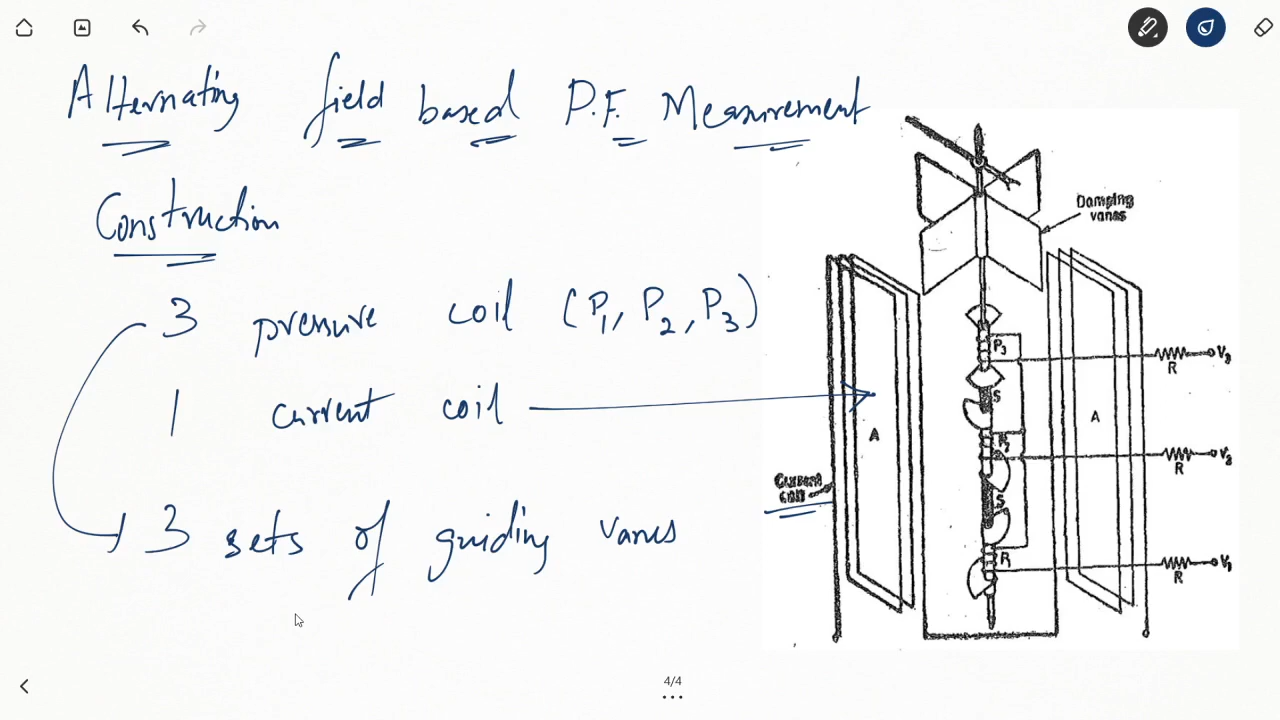 Alternating field based P.F. Measurement
Construction
3 pressure coil (P1, P2, P3)
1 current coil
3 sets of guiding vanes
Damping vanes
P3
S
A
A
P2
S
Current coil
R
V3
R
V2
R
V1
4/4